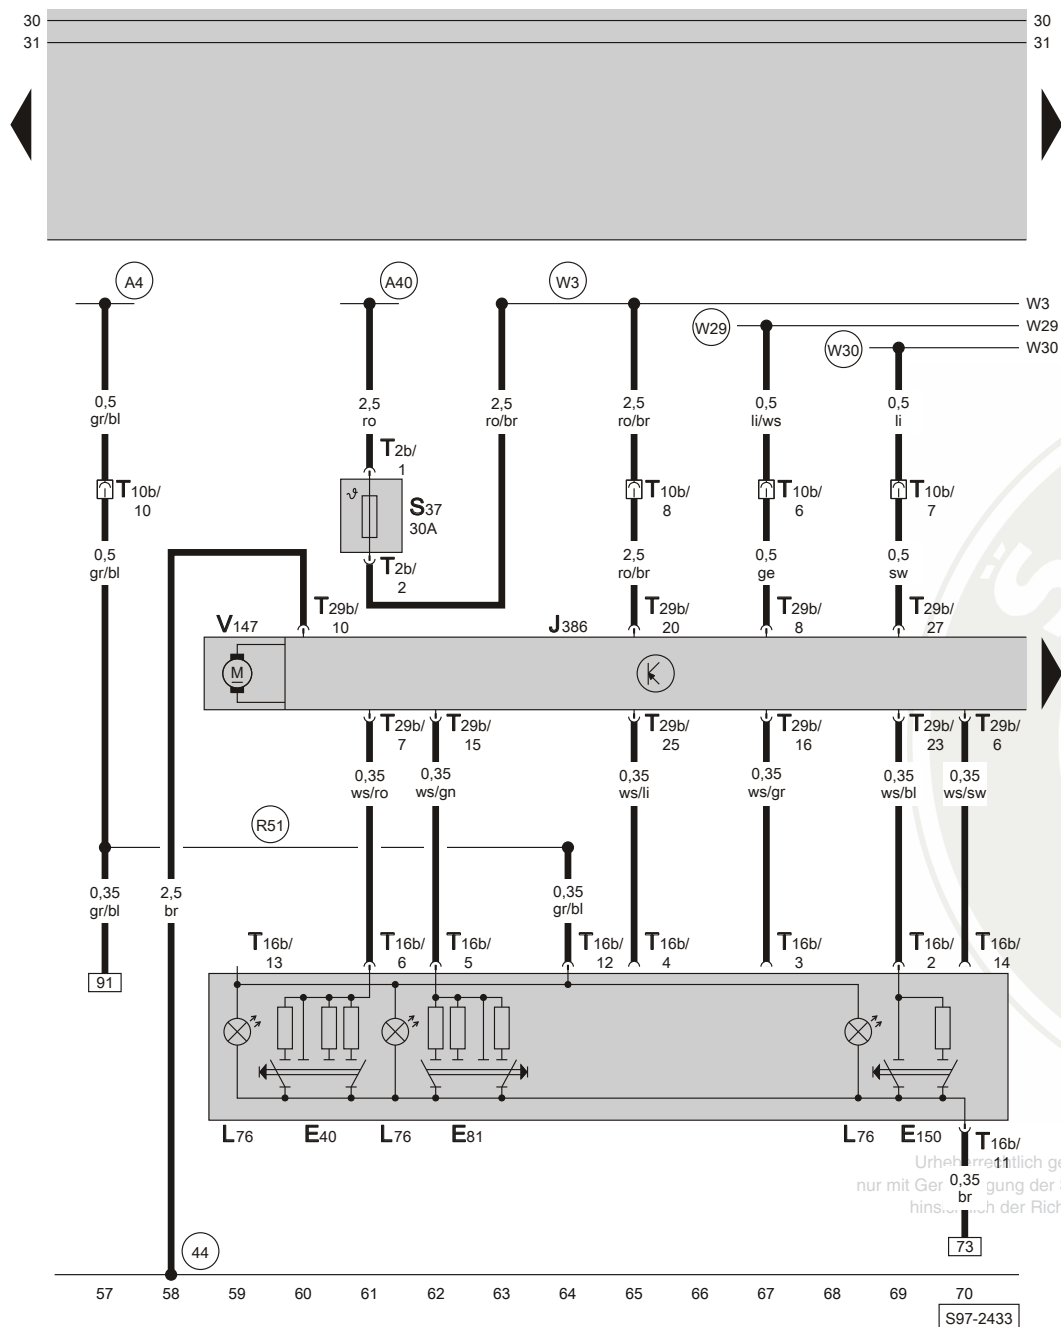 30 30
31 31
A4 A40 W3
W3
W29 W29
W30 W30
0,5 2,5 2,5 2,5 0,5 0,5
gr/bl ro ro/br ro/br li/ws li
T2b/
1
T10b/ S37 T10b/ T10b/ T10b/
10 30A 8 6 7
0,5 2,5 0,5 0,5
gr/bl ro/br ge sw
T2b/
2
V147 T29b/ J386 T29b/ T29b/ T29b/
10 20 8 27
M
T29b/ T29b/ T29b/ T29b/ T29b/ T29b/
7 15 25 16 23 6
0,35 0,35 0,35 0,35 0,35 0,35
ws/ro ws/gn ws/li ws/gr ws/bl ws/sw
R51
0,35 2,5 0,35
gr/bl br gr/bl
T16b/ T16b/ T16b/ T16b/ T16b/ T16b/ T16b/ T16b/
13 6 5 12 4 3 2 14
91
L76 E40 L76 E81 L76 E150 T16b/
11
0,35
br
nur mit der
der
73
44
57 58 59 60 61 62 63 64 65 66 67 68 69 70
S97-2433